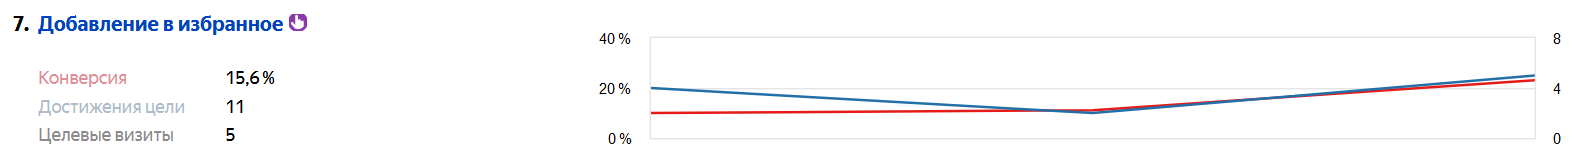 7. Добавление в избранное
Конверсия 15,6 %
Достижения цели 11
Целевые визиты 5
40 % 8
20 % 4
0 % 0